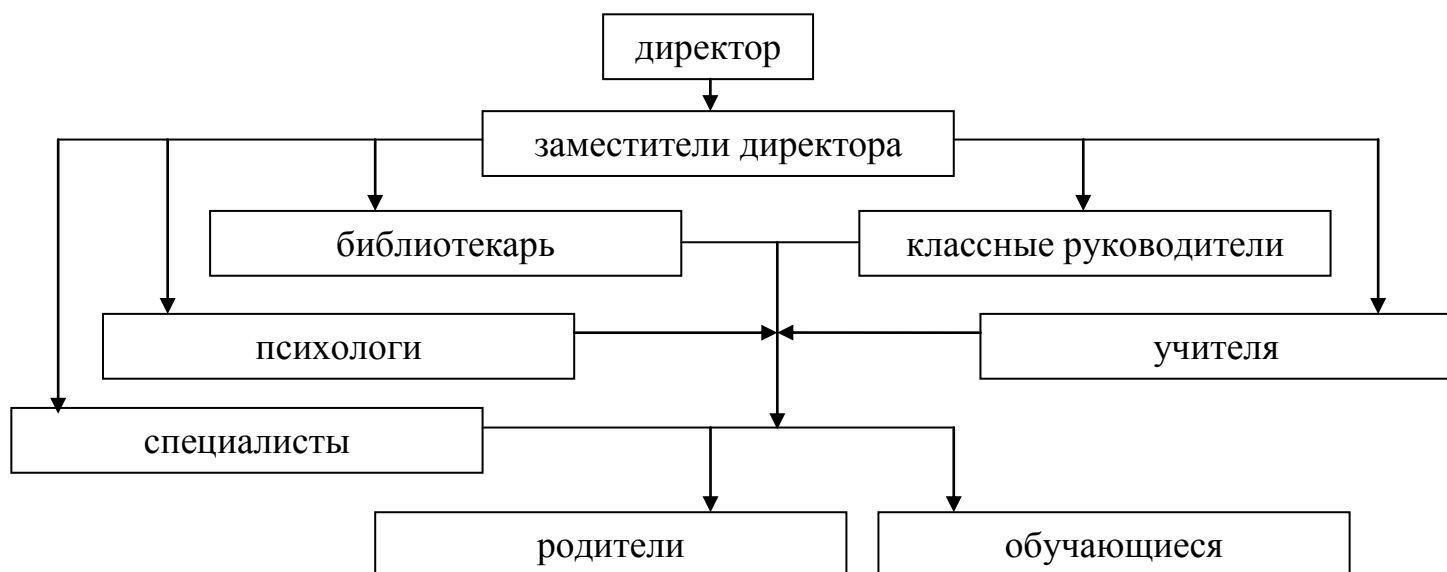 директор
заместители директора
библиотекарь
классные руководители
психологи
учителя
специалисты
родители
обучающиеся